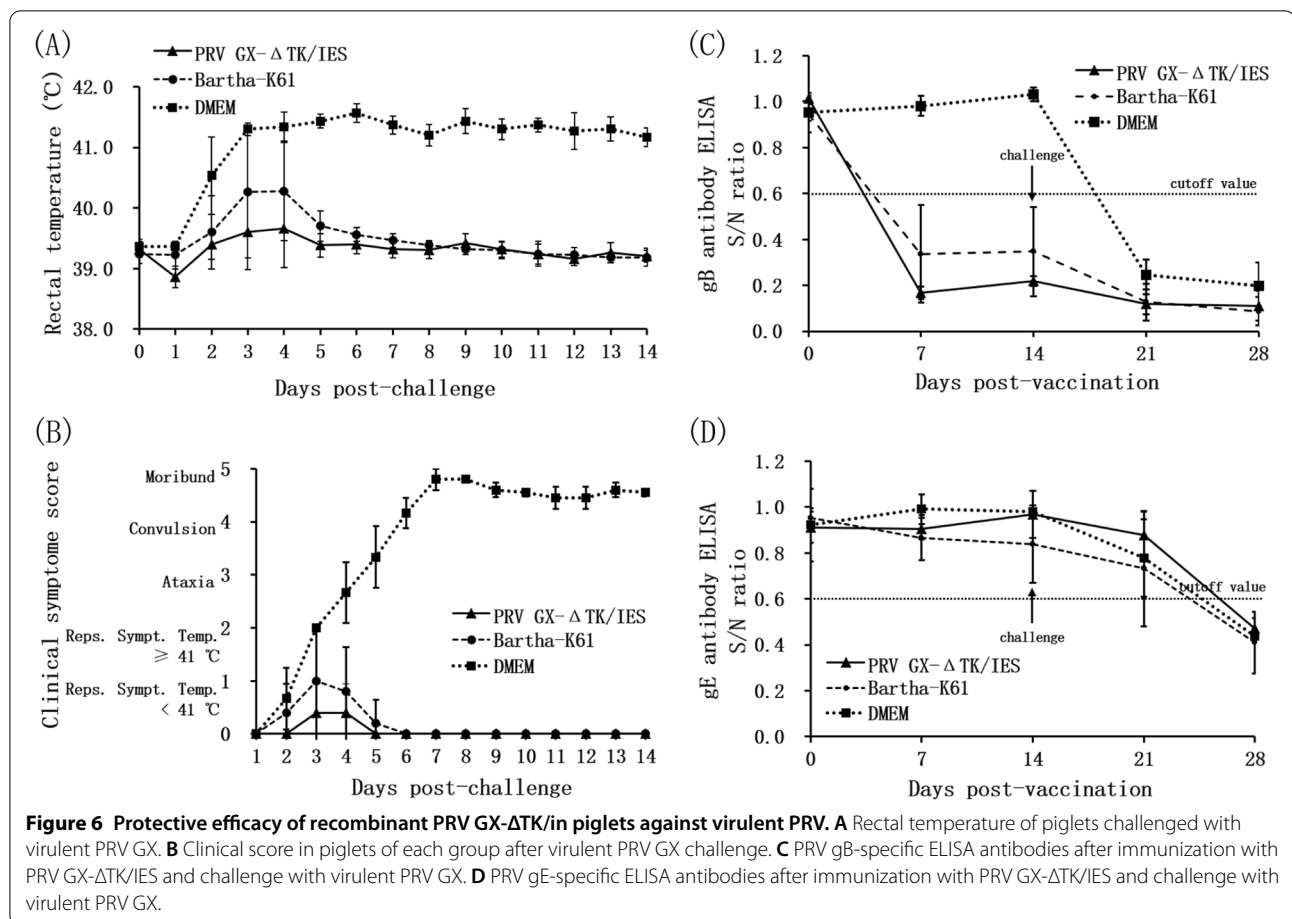 (A)
PRV GX-ΔTK/IES
Bartha-K61
DMEM
Rectal temperature (℃)
42.0
41.0
40.0
39.0
38.0
0 1 2 3 4 5 6 7 8 9 10 11 12 13 14
Days post-challenge
(B)
Clinical symptome score
Moribund
Convulsion
Ataxia
Reps. Sympt. Temp.
≥ 41 ℃
Reps. Sympt. Temp.
< 41 ℃
5
4
3
2
1
0
PRV GX-ΔTK/IES
Bartha-K61
DMEM
1 2 3 4 5 6 7 8 9 10 11 12 13 14
Days post-challenge
(C)
PRV GX-ΔTK/IES
Bartha-K61
DMEM
gB antibody ELISA
S/N ratio
1.2
1.0
0.8
0.6
0.4
0.2
0.0
challenge
cutoff value
0 7 14 21 28
Days post-vaccination
(D)
gE antibody ELISA
S/N ratio
1.2
1.0
0.8
0.6
0.4
0.2
0.0
cutoff value
challenge
PRV GX-ΔTK/IES
Bartha-K61
DMEM
0 7 14 21 28
Days post-vaccination
Figure 6 Protective efficacy of recombinant PRV GX-ΔTK/in piglets against virulent PRV. A Rectal temperature of piglets challenged with
virulent PRV GX. B Clinical score in piglets of each group after virulent PRV GX challenge. C PRV gB-specific ELISA antibodies after immunization with
PRV GX-ΔTK/IES and challenge with virulent PRV GX. D PRV gE-specific ELISA antibodies after immunization with PRV GX-ΔTK/IES and challenge with
virulent PRV GX.